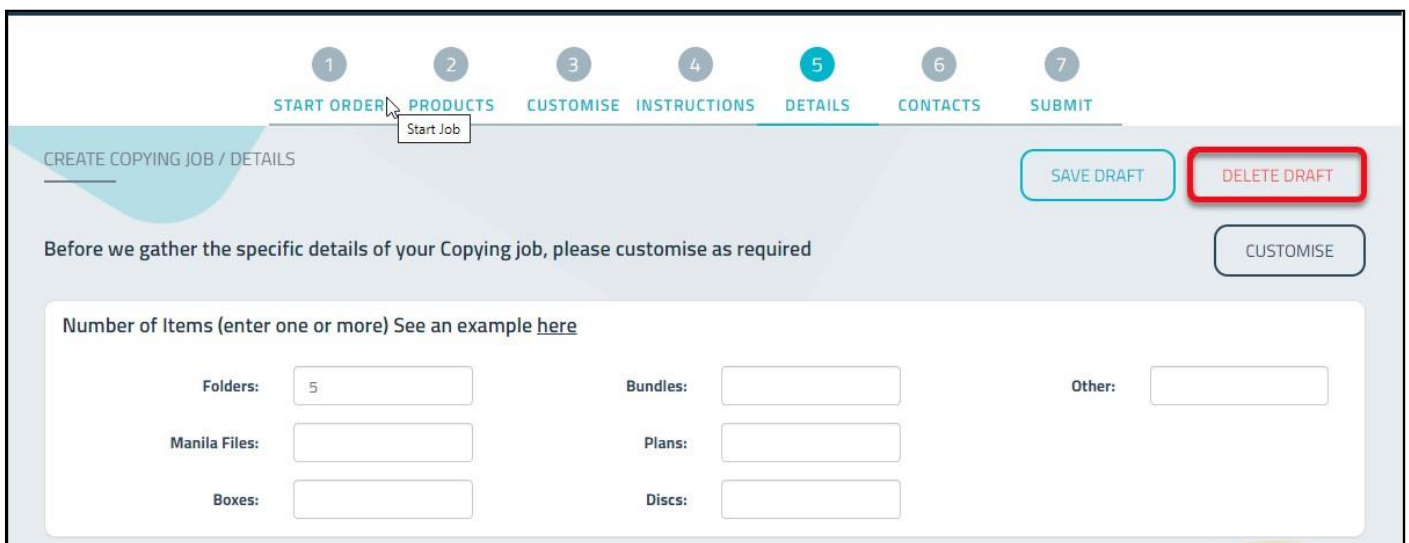 1 2 3 4 5 6 7
START ORDER PRODUCTS CUSTOMISE INSTRUCTIONS DETAILS CONTACTS SUBMIT
Start Job
CREATE COPYING JOB / DETAILS
SAVE DRAFT DELETE DRAFT
Before we gather the specific details of your Copying job, please customise as required
CUSTOMISE
Number of Items (enter one or more) See an example here
Folders: 5 Bundles: Other:
Manila Files: Plans:
Boxes: Discs: